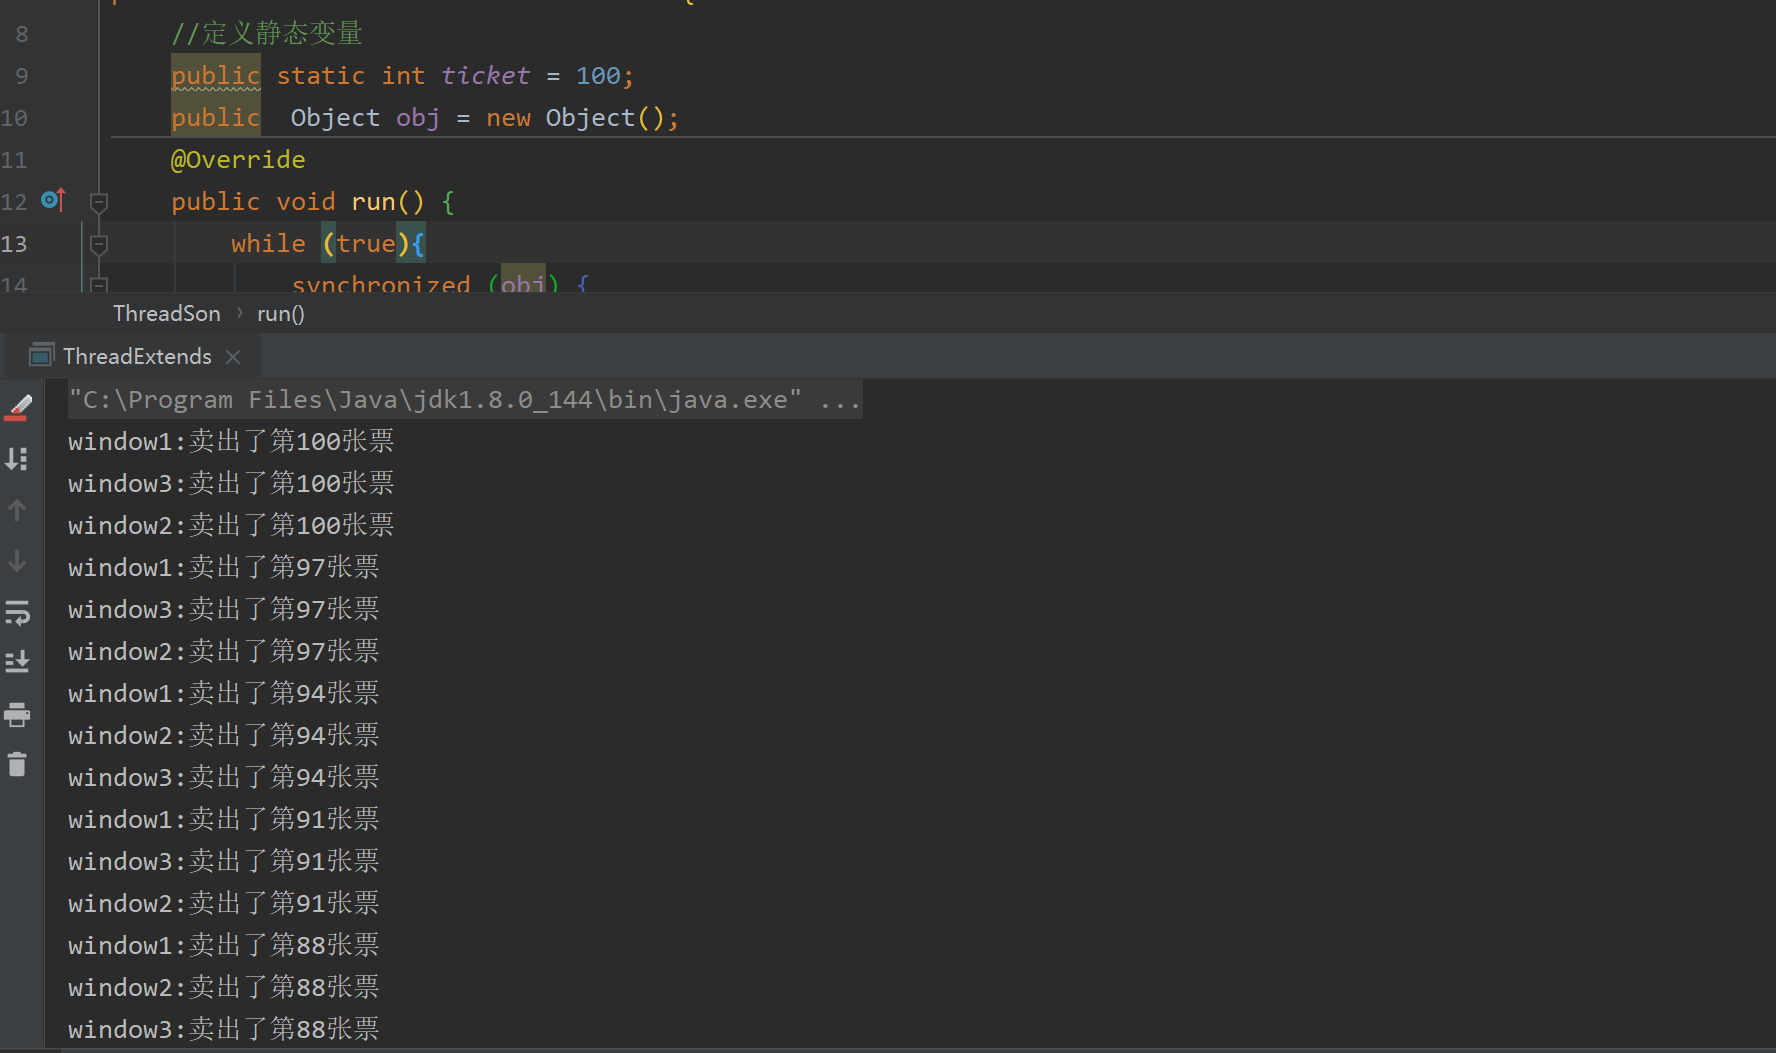 8 //定义静态变量
9 public static int ticket = 100;
10 public Object obj = new Object();
11 @Override
12 public void run() {
13 while (true){
14 synchronized (obj) {
ThreadSon › run()
ThreadExtends ×
"C:\Program Files\Java\jdk1.8.0_144\bin\java.exe" ...
window1:卖出了第100张票
window3:卖出了第100张票
window2:卖出了第100张票
window1:卖出了第97张票
window3:卖出了第97张票
window2:卖出了第97张票
window1:卖出了第94张票
window2:卖出了第94张票
window3:卖出了第94张票
window1:卖出了第91张票
window3:卖出了第91张票
window2:卖出了第91张票
window1:卖出了第88张票
window2:卖出了第88张票
window3:卖出了第88张票